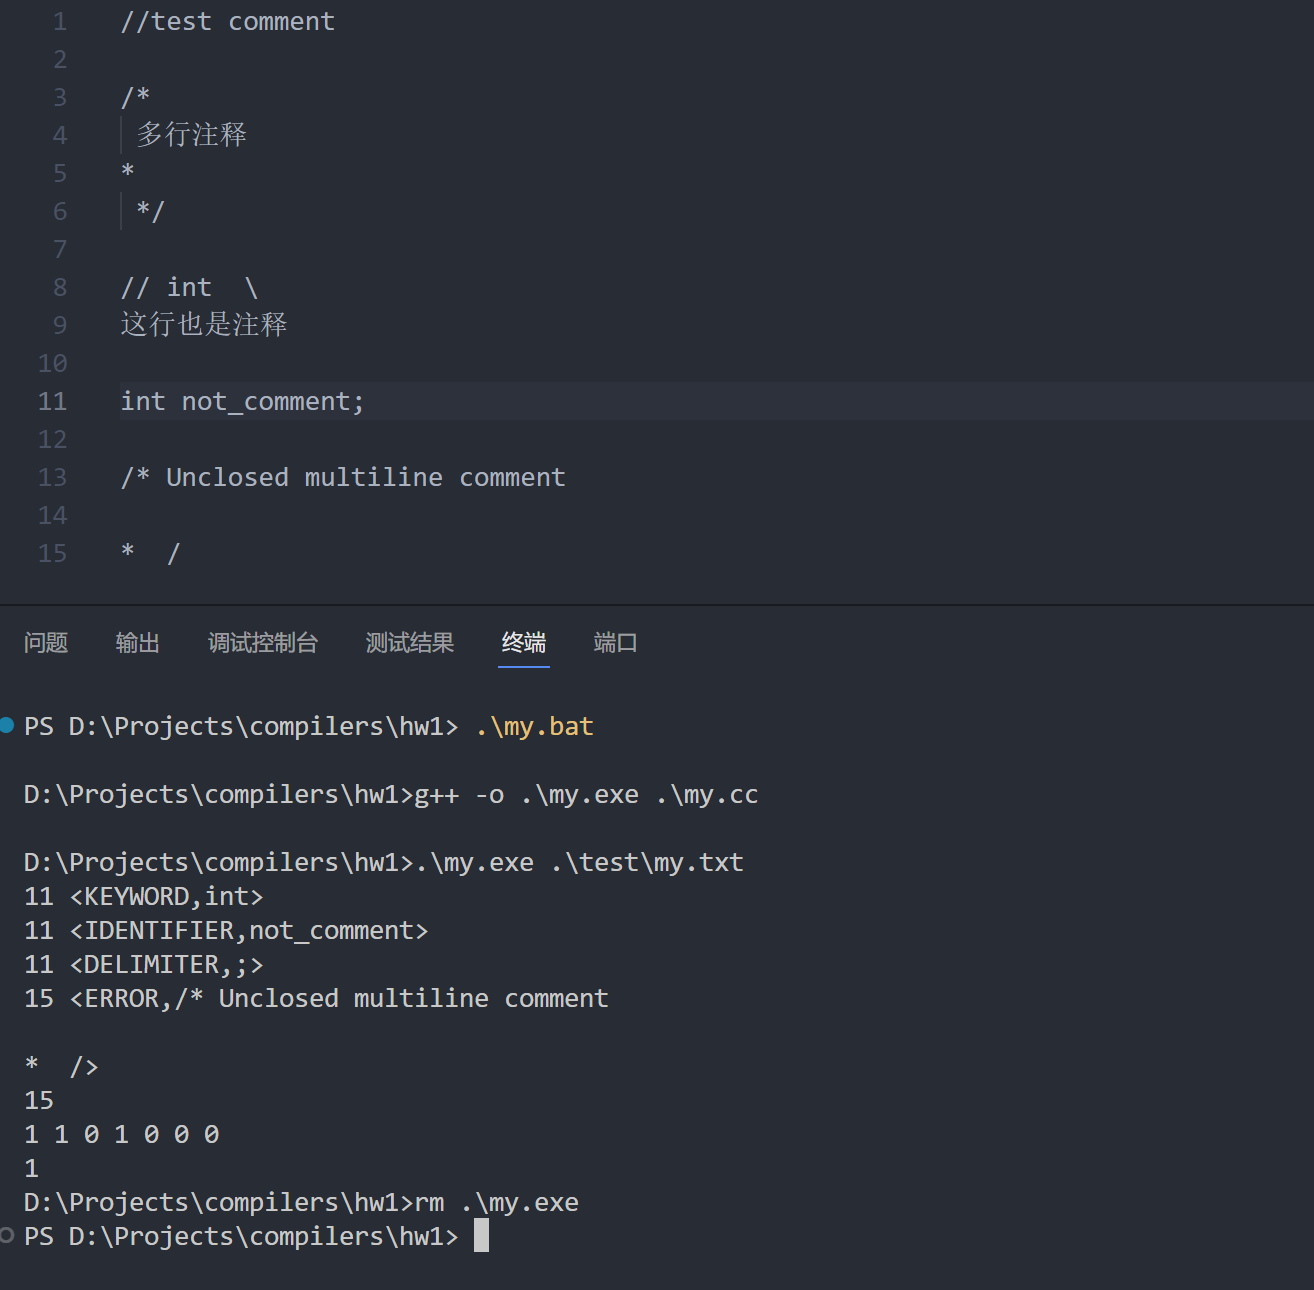 1 //test comment
2
3 /*
4 多行注释
5 *
6 */
7
8 // int  \
9 这行也是注释
10
11 int not_comment;
12
13 /* Unclosed multiline comment
14
15 *  /
问题 输出 调试控制台 测试结果 终端 端口
PS D:\Projects\compilers\hw1> .\my.bat
D:\Projects\compilers\hw1>g++ -o .\my.exe .\my.cc
D:\Projects\compilers\hw1>.\my.exe .\test\my.txt
11 <KEYWORD,int>
11 <IDENTIFIER,not_comment>
11 <DELIMITER,;>
15 <ERROR,/* Unclosed multiline comment
*  />
15
1 1 0 1 0 0 0
1
D:\Projects\compilers\hw1>rm .\my.exe
PS D:\Projects\compilers\hw1>